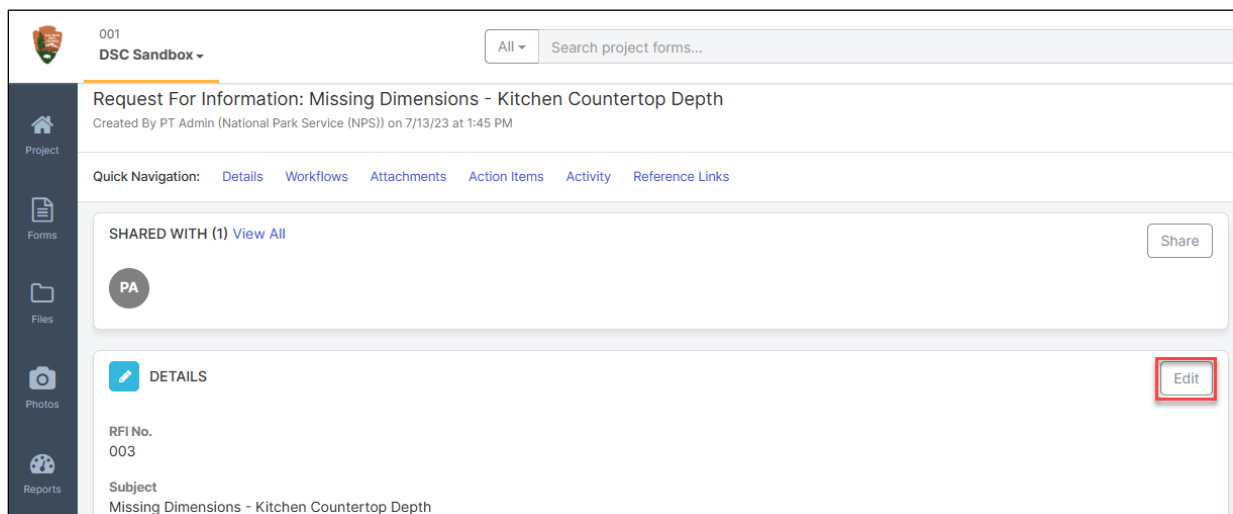 001
DSC Sandbox
All
Search project forms...
Request For Information: Missing Dimensions - Kitchen Countertop Depth
Created By PT Admin (National Park Service (NPS)) on 7/13/23 at 1:45 PM
Project
Quick Navigation: Details Workflows Attachments Action Items Activity Reference Links
Forms
SHARED WITH (1) View All
Share
PA
Files
DETAILS
Edit
Photos
RFI No.
003
Reports
Subject
Missing Dimensions - Kitchen Countertop Depth